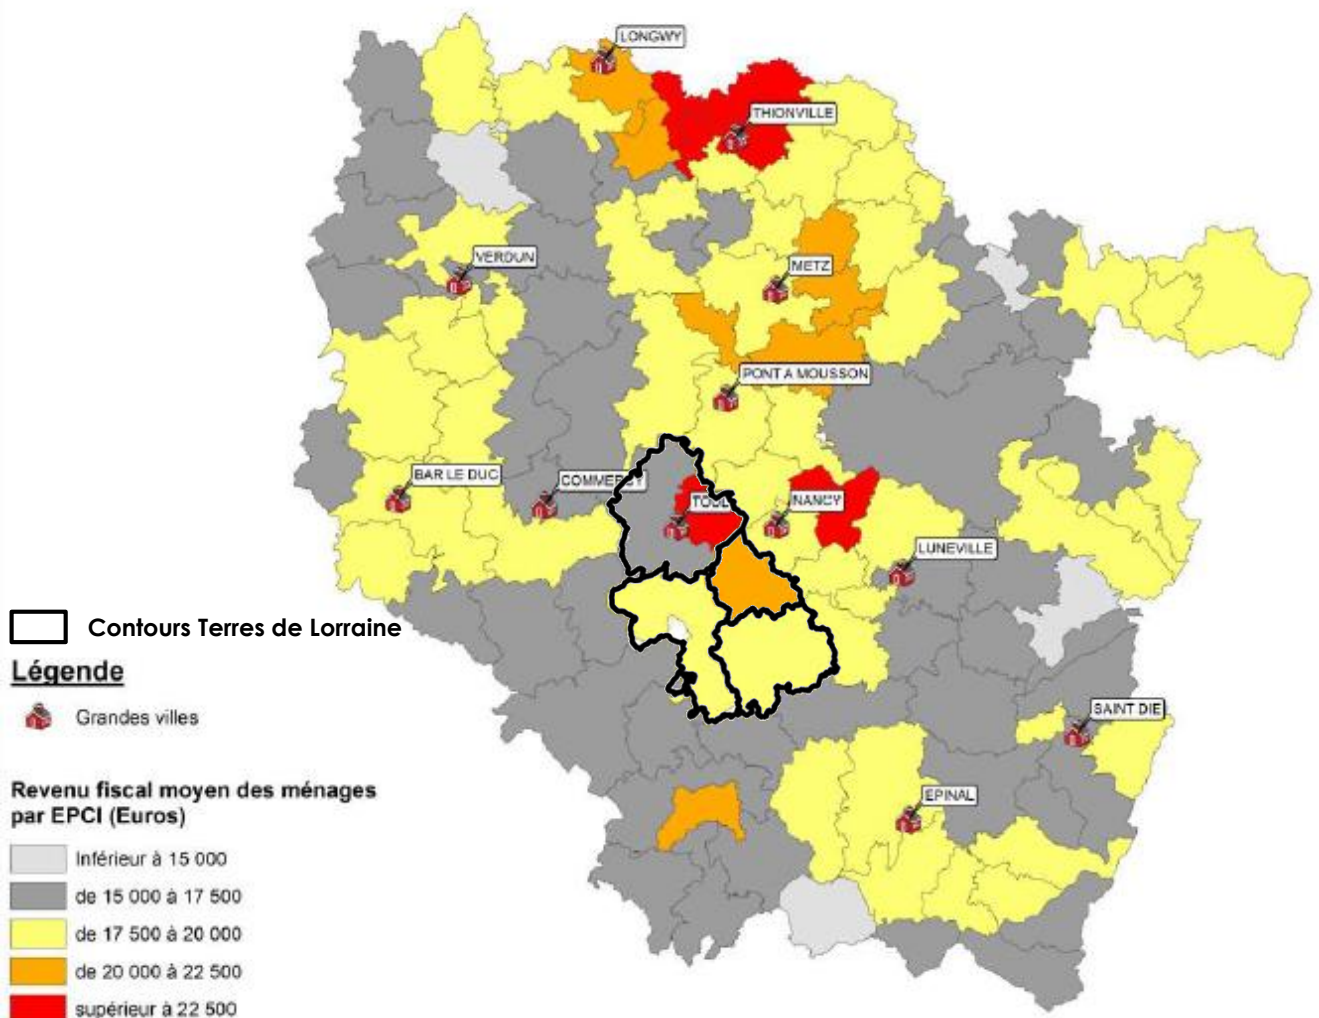 LONGWY
THIONVILLE
VERDUN
METZ
PONT A MOUSSON
BAR LE DUC
COMMERCY
TOUL
NANCY
LUNEVILLE
Contours Terres de Lorraine
Légende
Grandes villes
SAINT DIE
Revenu fiscal moyen des ménages
par EPCI (Euros)
EPINAL
Inférieur à 15 000
de 15 000 à 17 500
de 17 500 à 20 000
de 20 000 à 22 500
supérieur à 22 500